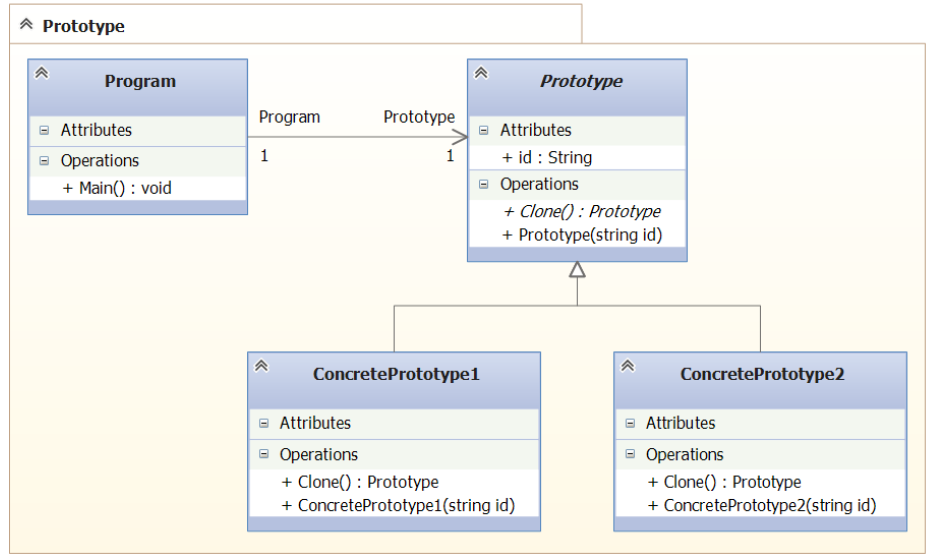 Prototype
Program
Attributes
Operations
+ Main() : void
Program
Prototype
1
1
Prototype
Attributes
+ id : String
Operations
+ Clone() : Prototype
+ Prototype(string id)
ConcretePrototype1
Attributes
Operations
+ Clone() : Prototype
+ ConcretePrototype1(string id)
ConcretePrototype2
Attributes
Operations
+ Clone() : Prototype
+ ConcretePrototype2(string id)